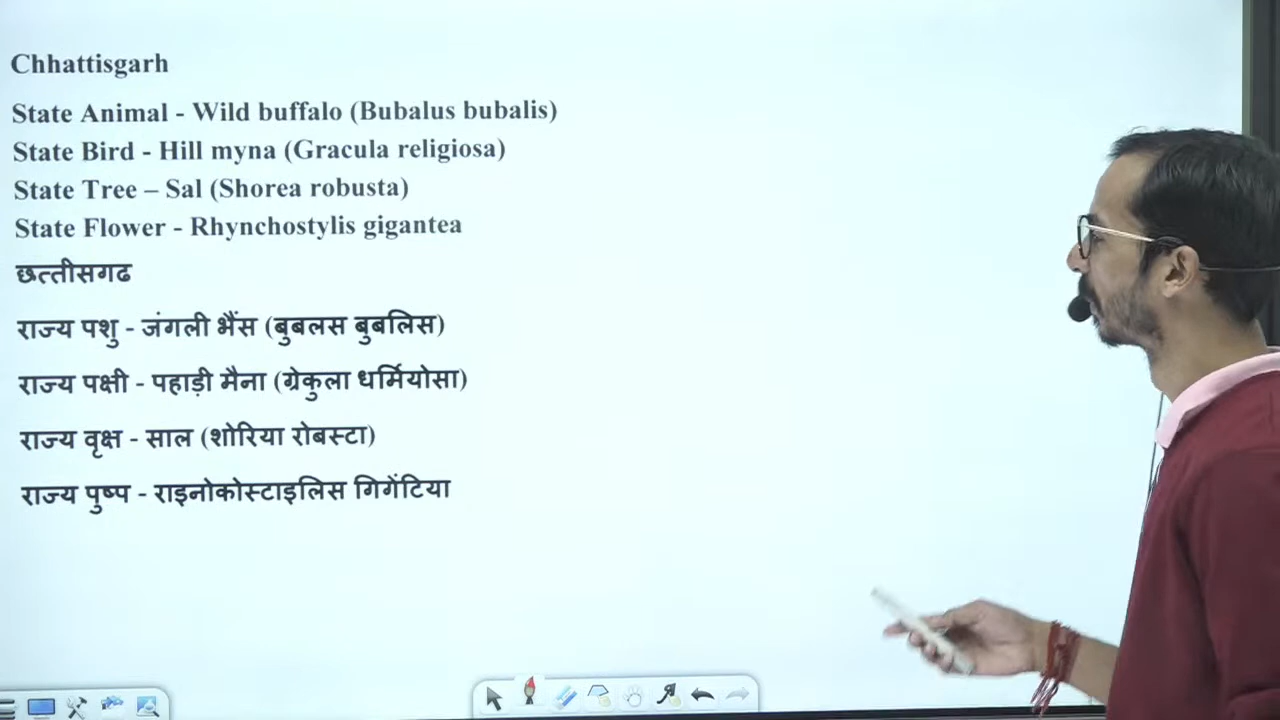 Chhattisgarh
State Animal - Wild buffalo (Bubalus bubalis)
State Bird - Hill myna (Gracula religiosa)
State Tree – Sal (Shorea robusta)
State Flower - Rhynchostylis gigantea
छत्तीसगढ
राज्य पशु - जंगली भैंस (बुबलस बुबलिस)
राज्य पक्षी - पहाड़ी मैना (ग्रेकुला धर्मियोसा)
राज्य वृक्ष - साल (शोरिया रोबस्टा)
राज्य पुष्प - राइनोकोस्टाइलिस गिगेंटिया